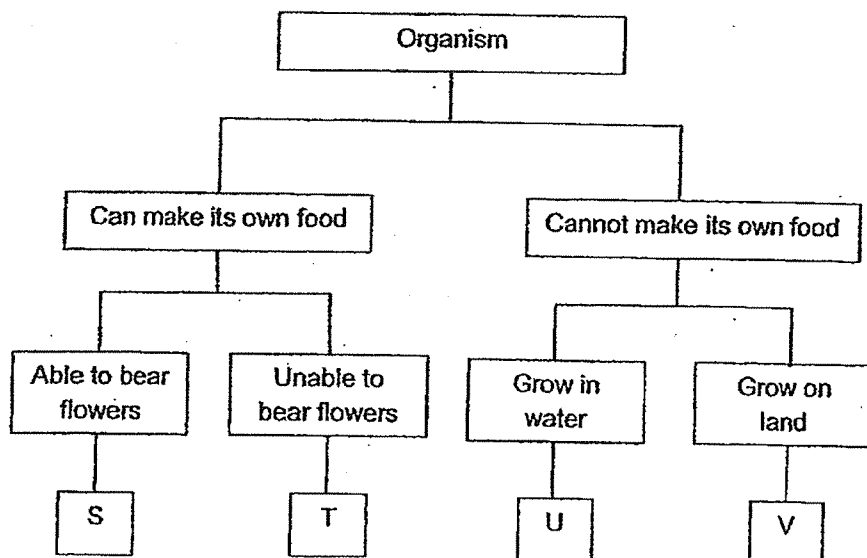 Organism
Can make its own food
Cannot make its own food
Able to bear
flowers
Unable to
bear flowers
Grow in
water
Grow on
land
S
T
U
V